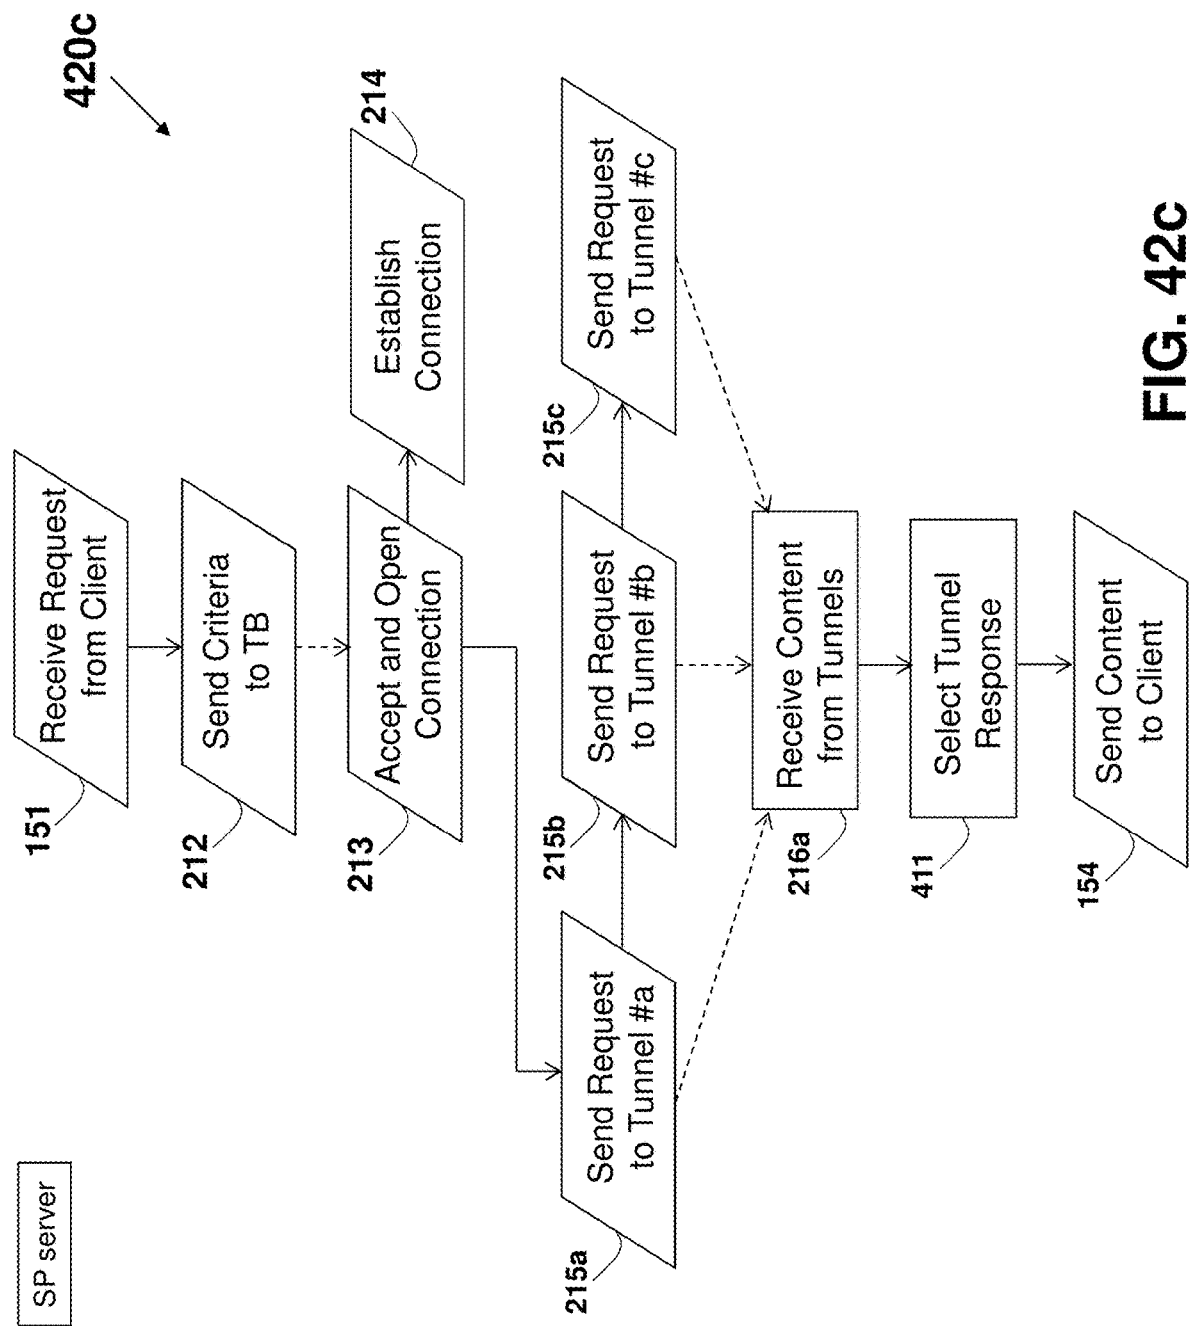 SP server
420c
Receive Request
from Client
151
Send Criteria
to TB
212
Accept and Open
Connection
213
Establish
Connection
214
Send Request
to Tunnel #a
215a
Send Request
to Tunnel #b
215b
Send Request
to Tunnel #c
215c
Receive Content
from Tunnels
216a
Select Tunnel
Response
411
Send Content
to Client
154
FIG. 42c